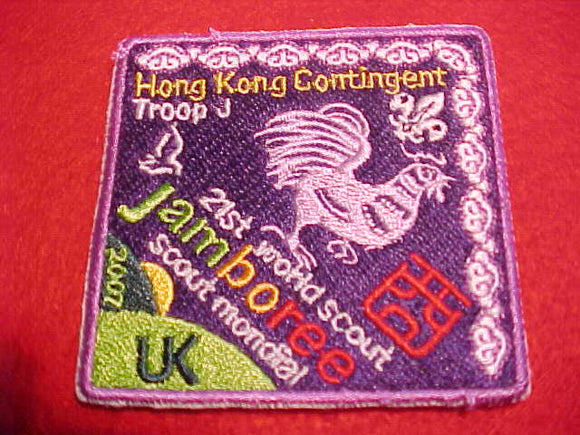 Hong Kong Contingent
Troop J
21st world scout
Jamboree
scout mondial
2007
UK